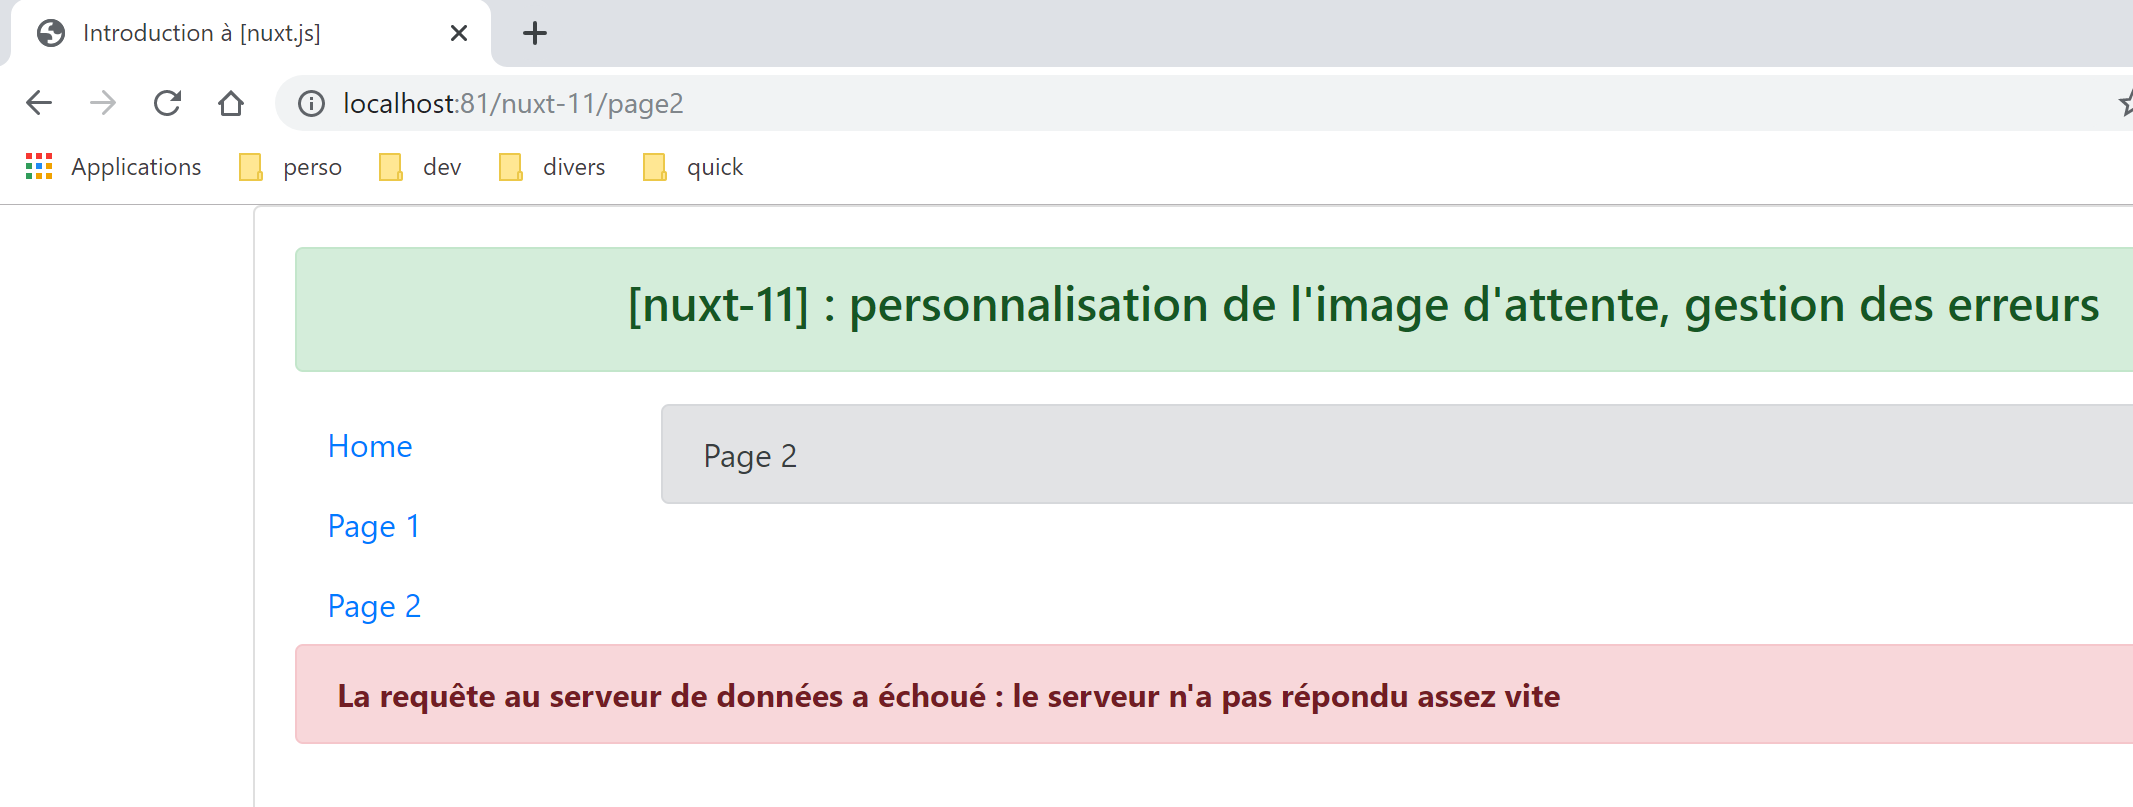 Introduction à [nuxt.js]
localhost:81/nuxt-11/page2
Applications perso dev divers quick
[nuxt-11] : personnalisation de l'image d'attente, gestion des erreurs
Home
Page 2
Page 1
Page 2
La requête au serveur de données a échoué : le serveur n'a pas répondu assez vite